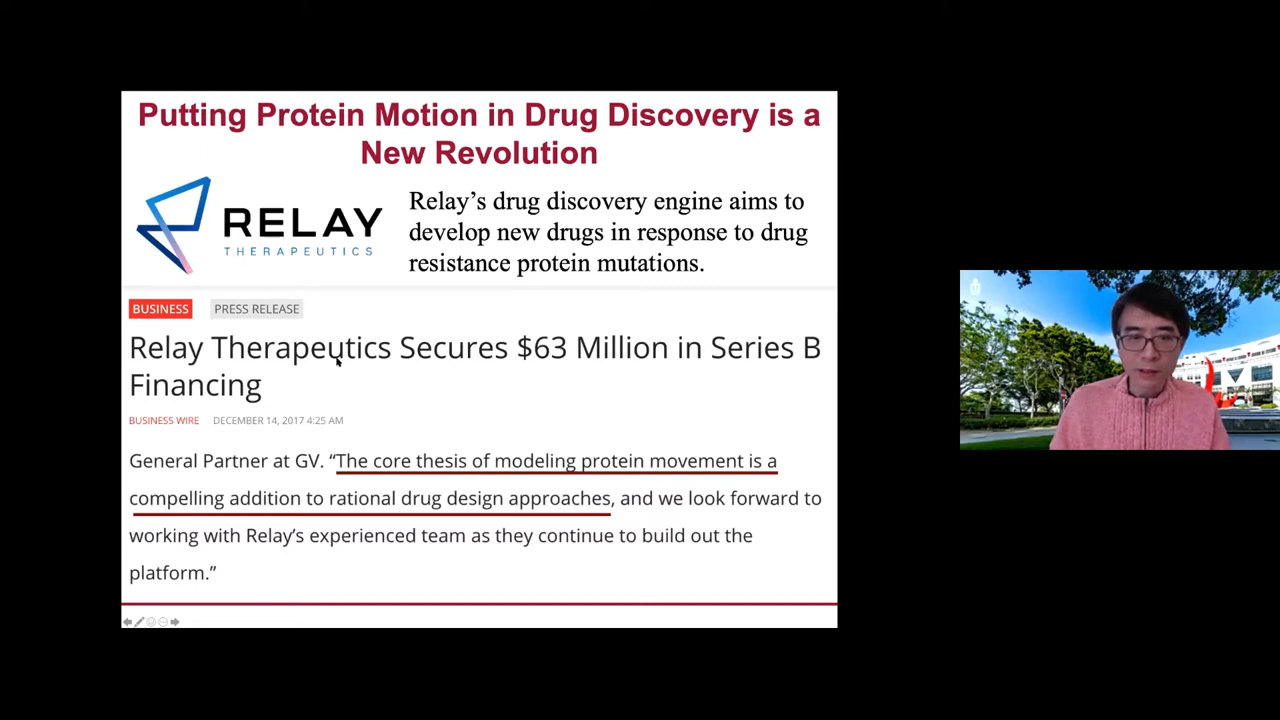 Putting Protein Motion in Drug Discovery is a
New Revolution
RELAY
THERAPEUTICS
Relay’s drug discovery engine aims to
develop new drugs in response to drug
resistance protein mutations.
BUSINESS PRESS RELEASE
Relay Therapeutics Secures $63 Million in Series B
Financing
BUSINESS WIRE DECEMBER 14, 2017 4:25 AM
General Partner at GV. “The core thesis of modeling protein movement is a
compelling addition to rational drug design approaches, and we look forward to
working with Relay’s experienced team as they continue to build out the
platform.”